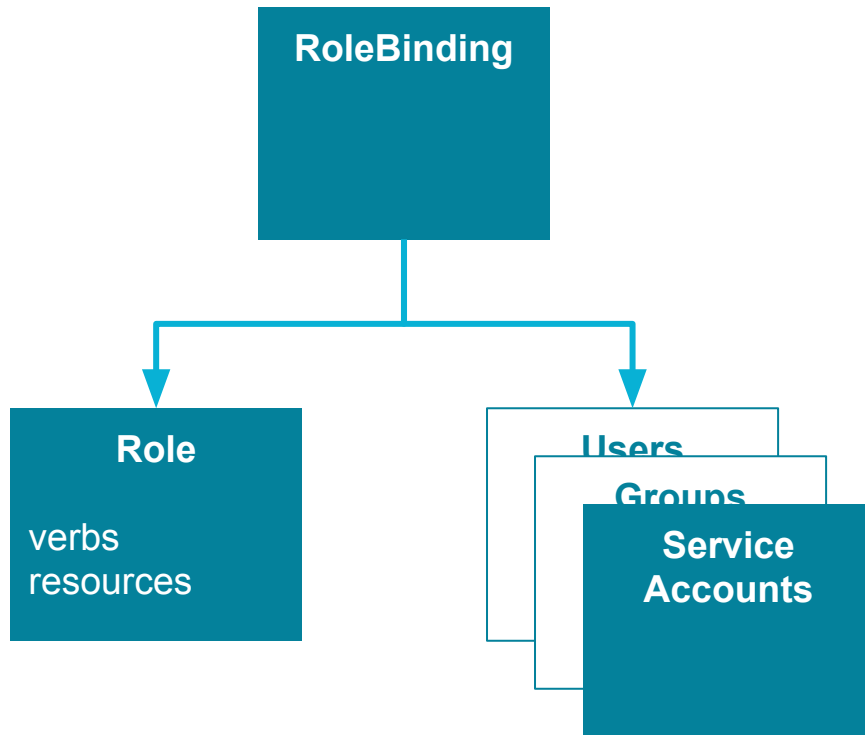 RoleBinding
Role
verbs
resources
Users
Groups
Service
Accounts